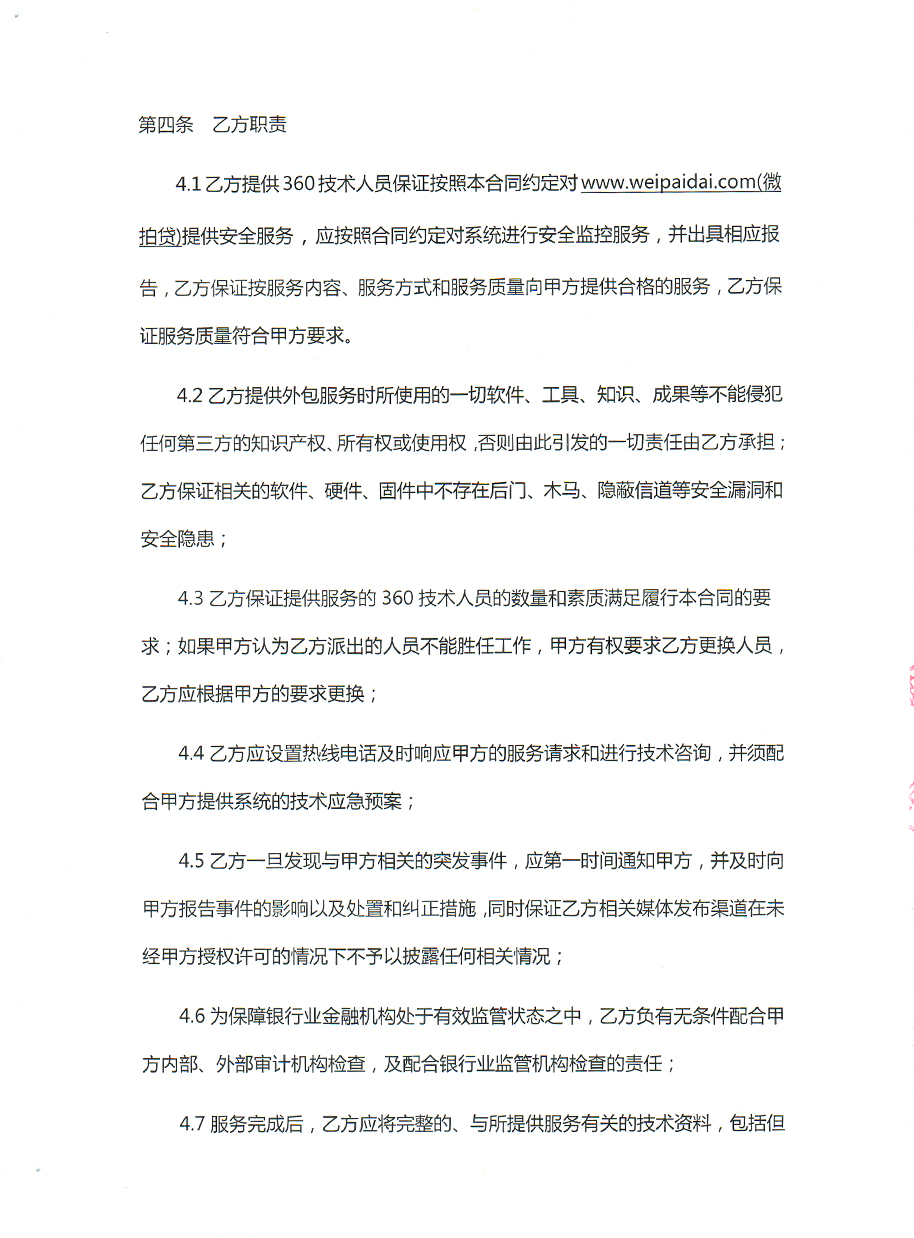 第四条　乙方职责
4.1 乙方提供 360 技术人员保证按照本合同约定对 www.weipaidai.com(微
拍贷)提供安全服务，应按照合同约定对系统进行安全监控服务，并出具相应报
告，乙方保证按服务内容、服务方式和服务质量向甲方提供合格的服务，乙方保
证服务质量符合甲方要求。
4.2 乙方提供外包服务时所使用的一切软件、工具、知识、成果等不能侵犯
任何第三方的知识产权、所有权或使用权，否则由此引发的一切责任由乙方承担；
乙方保证相关的软件、硬件、固件中不存在后门、木马、隐蔽信道等安全漏洞和
安全隐患；
4.3 乙方保证提供服务的 360 技术人员的数量和素质满足履行本合同的要
求；如果甲方认为乙方派出的人员不能胜任工作，甲方有权要求乙方更换人员，
乙方应根据甲方的要求更换；
4.4 乙方应设置热线电话及时响应甲方的服务请求和进行技术咨询，并须配
合甲方提供系统的技术应急预案；
4.5 乙方一旦发现与甲方相关的突发事件，应第一时间通知甲方，并及时向
甲方报告事件的影响以及处置和纠正措施，同时保证乙方相关媒体发布渠道在未
经甲方授权许可的情况下不予以披露任何相关情况；
4.6 为保障银行业金融机构处于有效监管状态之中，乙方负有无条件配合甲
方内部、外部审计机构检查，及配合银行业监管机构检查的责任；
4.7 服务完成后，乙方应将完整的、与所提供服务有关的技术资料，包括但